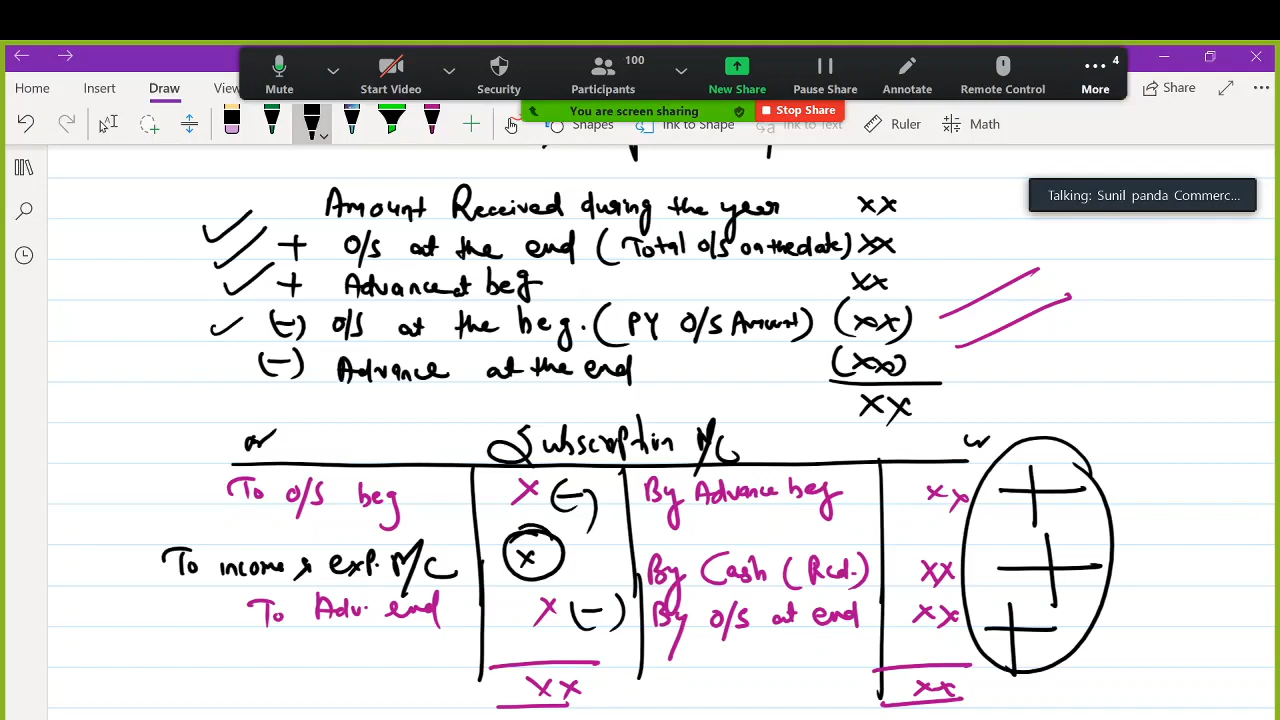 Mute
Start Video
Security
100
Participants
New Share
Pause Share
Annotate
Remote Control
4
More
You are screen sharing
Stop Share
Home
Insert
Draw
Share
Shapes
Ink to Shape
Ink to Text
Ruler
Math
Talking: Sunil panda Commerc...
Amount Received during the year xx
+ O/S at the end (Total O/S on the date) xx
+ Advance at beg xx
(-) O/S at the beg. (PY O/S Amount) (xx)
(-) Advance at the end (xx)
xx
Subscription A/C
To O/S beg x (-) By Advance beg xx +
To income & exp. A/C x By Cash (Rcd.) xx +
To Adv. end x (-) By O/S at end xx +
xx xx